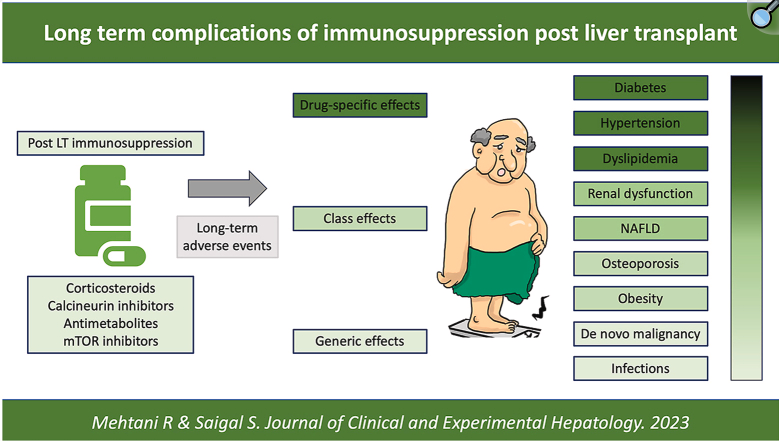 Long term complications of immunosuppression post liver transplant
Post LT immunosuppression
Corticosteroids
Calcineurin inhibitors
Antimetabolites
mTOR inhibitors
Long-term
adverse events
Drug-specific effects
Class effects
Generic effects
Diabetes
Hypertension
Dyslipidemia
Renal dysfunction
NAFLD
Osteoporosis
Obesity
De novo malignancy
Infections
Mehtani R & Saigal S. Journal of Clinical and Experimental Hepatology. 2023